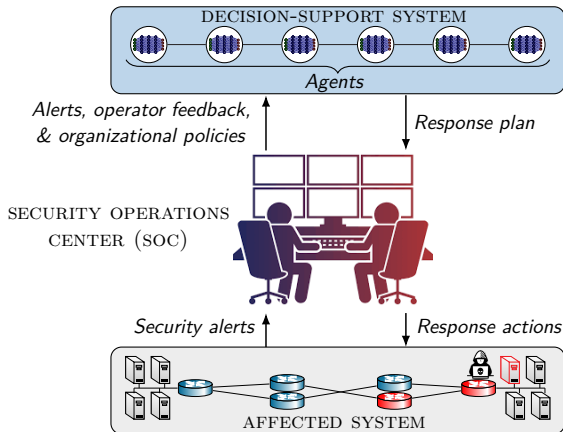 DECISION-SUPPORT SYSTEM
Agents
Alerts, operator feedback,
& organizational policies
Response plan
SECURITY OPERATIONS
CENTER (SOC)
Security alerts
Response actions
AFFECTED SYSTEM